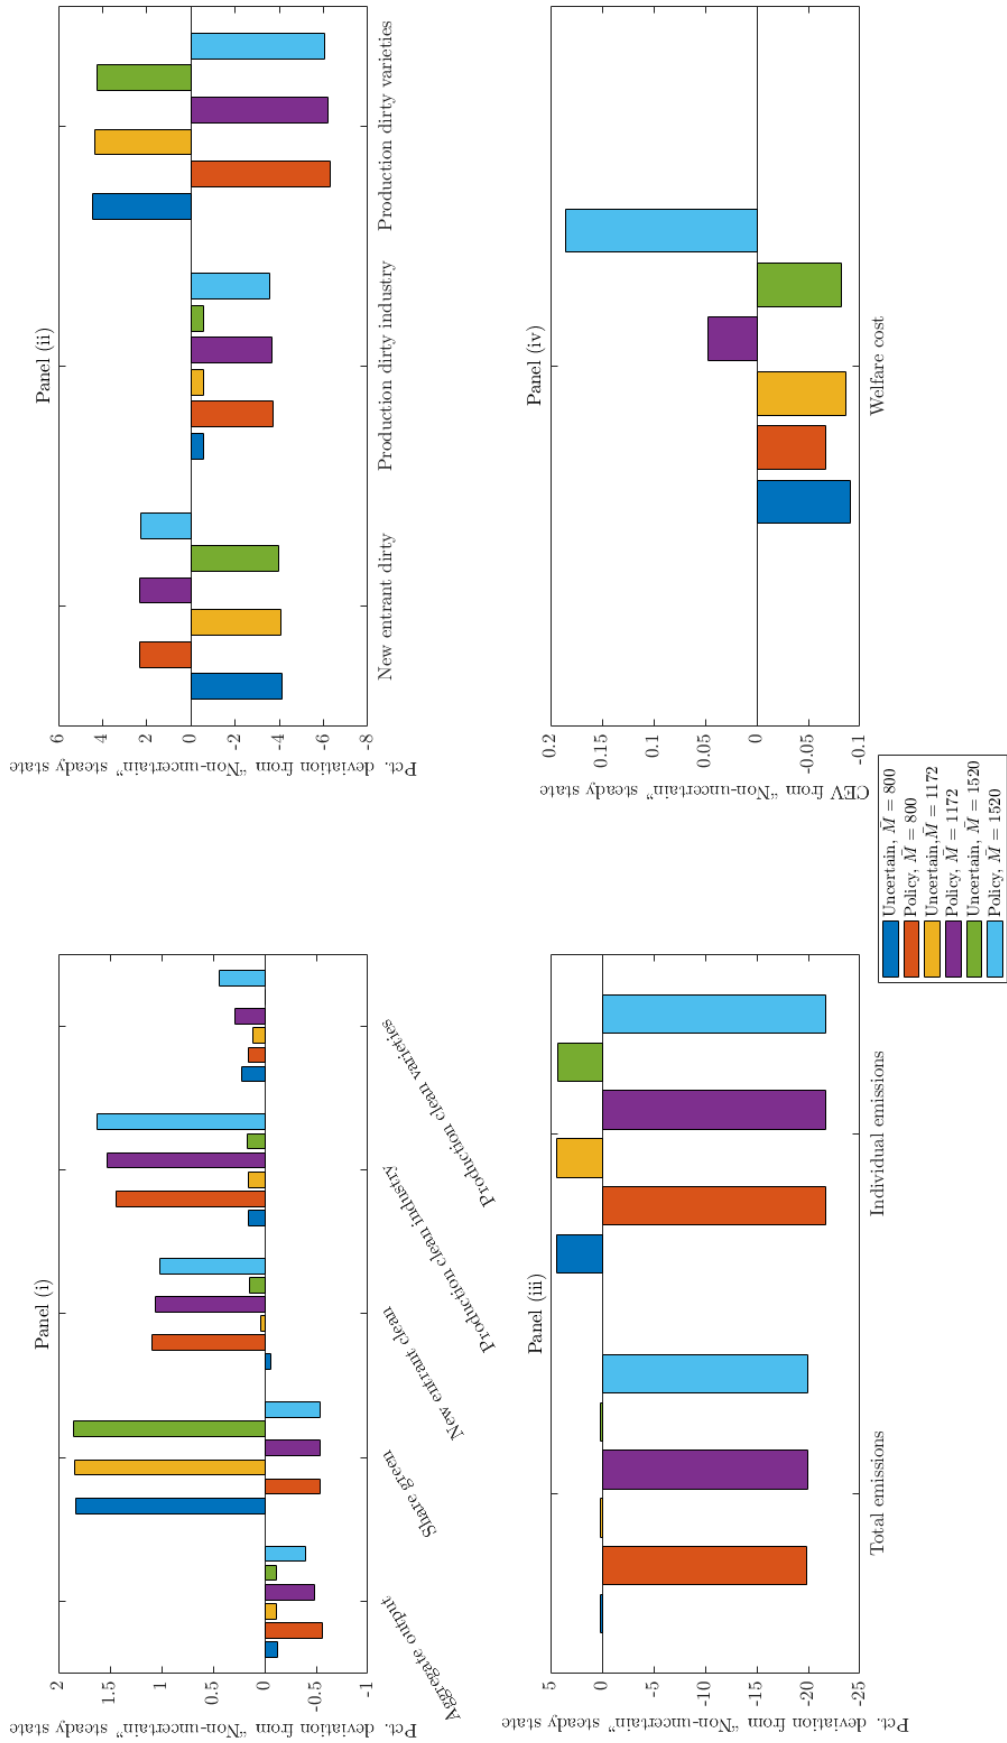 Panel (i)
Pct. deviation from “Non-uncertain” steady state
2
1.5
1
0.5
0
-0.5
-1
Aggregate output
Share green
New entrant clean
Production clean industry
Production clean varieties
Panel (ii)
Pct. deviation from “Non-uncertain” steady state
6
4
2
0
-2
-4
-6
-8
New entrant dirty
Production dirty industry
Production dirty varieties
Panel (iii)
Pct. deviation from “Non-uncertain” steady state
5
0
-5
-10
-15
-20
-25
Total emissions
Individual emissions
Panel (iv)
CEV from “Non-uncertain” steady state
0.2
0.15
0.1
0.05
0
-0.05
-0.1
Welfare cost
Uncertain, M̄ = 800
Policy, M̄ = 800
Uncertain,M̄ = 1172
Policy, M̄ = 1172
Uncertain, M̄ = 1520
Policy, M̄ = 1520